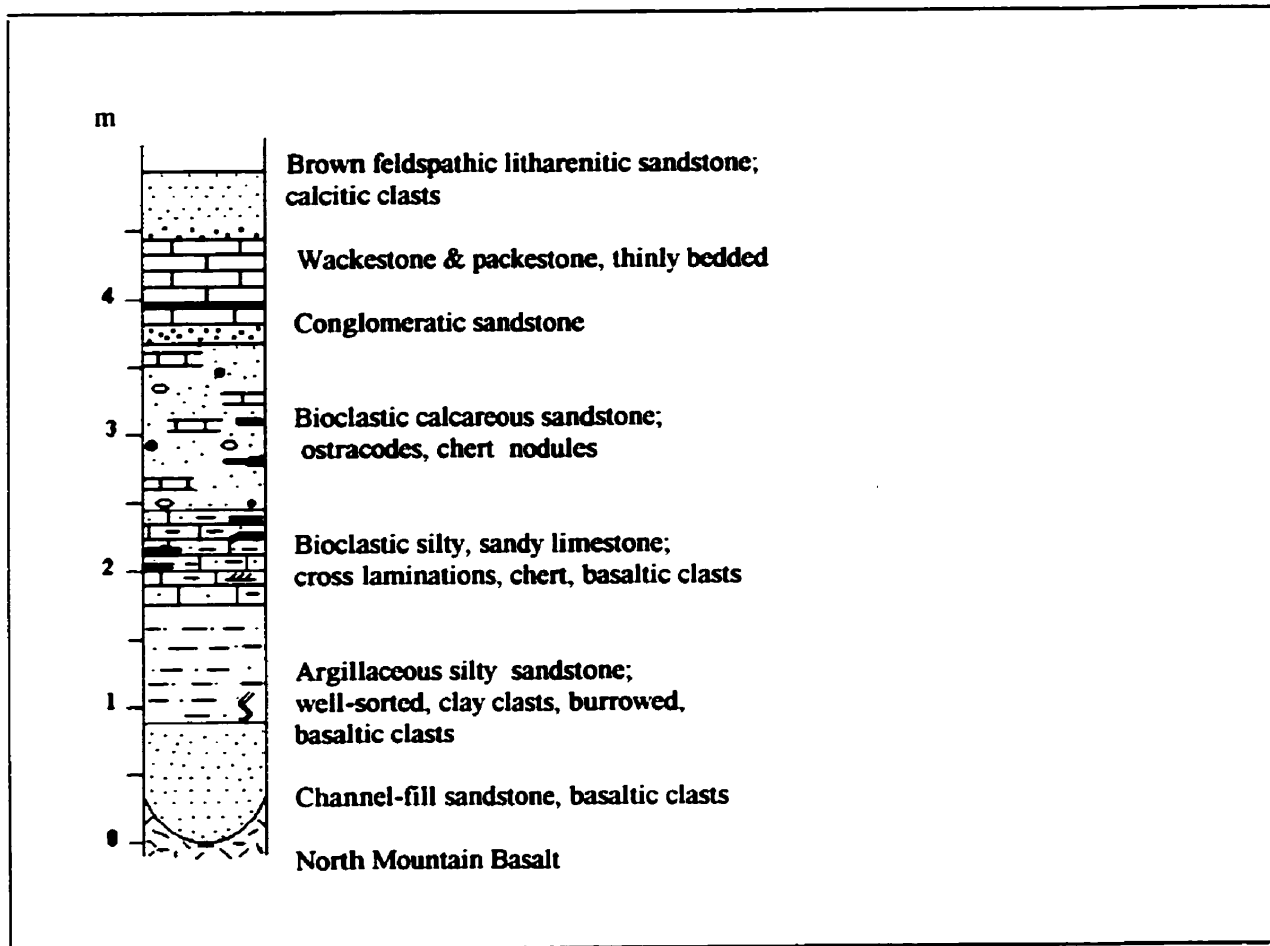 m
Brown feldspathic litharenitic sandstone;
calcitic clasts
Wackestone & packestone, thinly bedded
4
Conglomeratic sandstone
3
Bioclastic calcareous sandstone;
ostracodes, chert nodules
2
Bioclastic silty, sandy limestone;
cross laminations, chert, basaltic clasts
1
Argillaceous silty sandstone;
well-sorted, clay clasts, burrowed,
basaltic clasts
Channel-fill sandstone, basaltic clasts
0
North Mountain Basalt